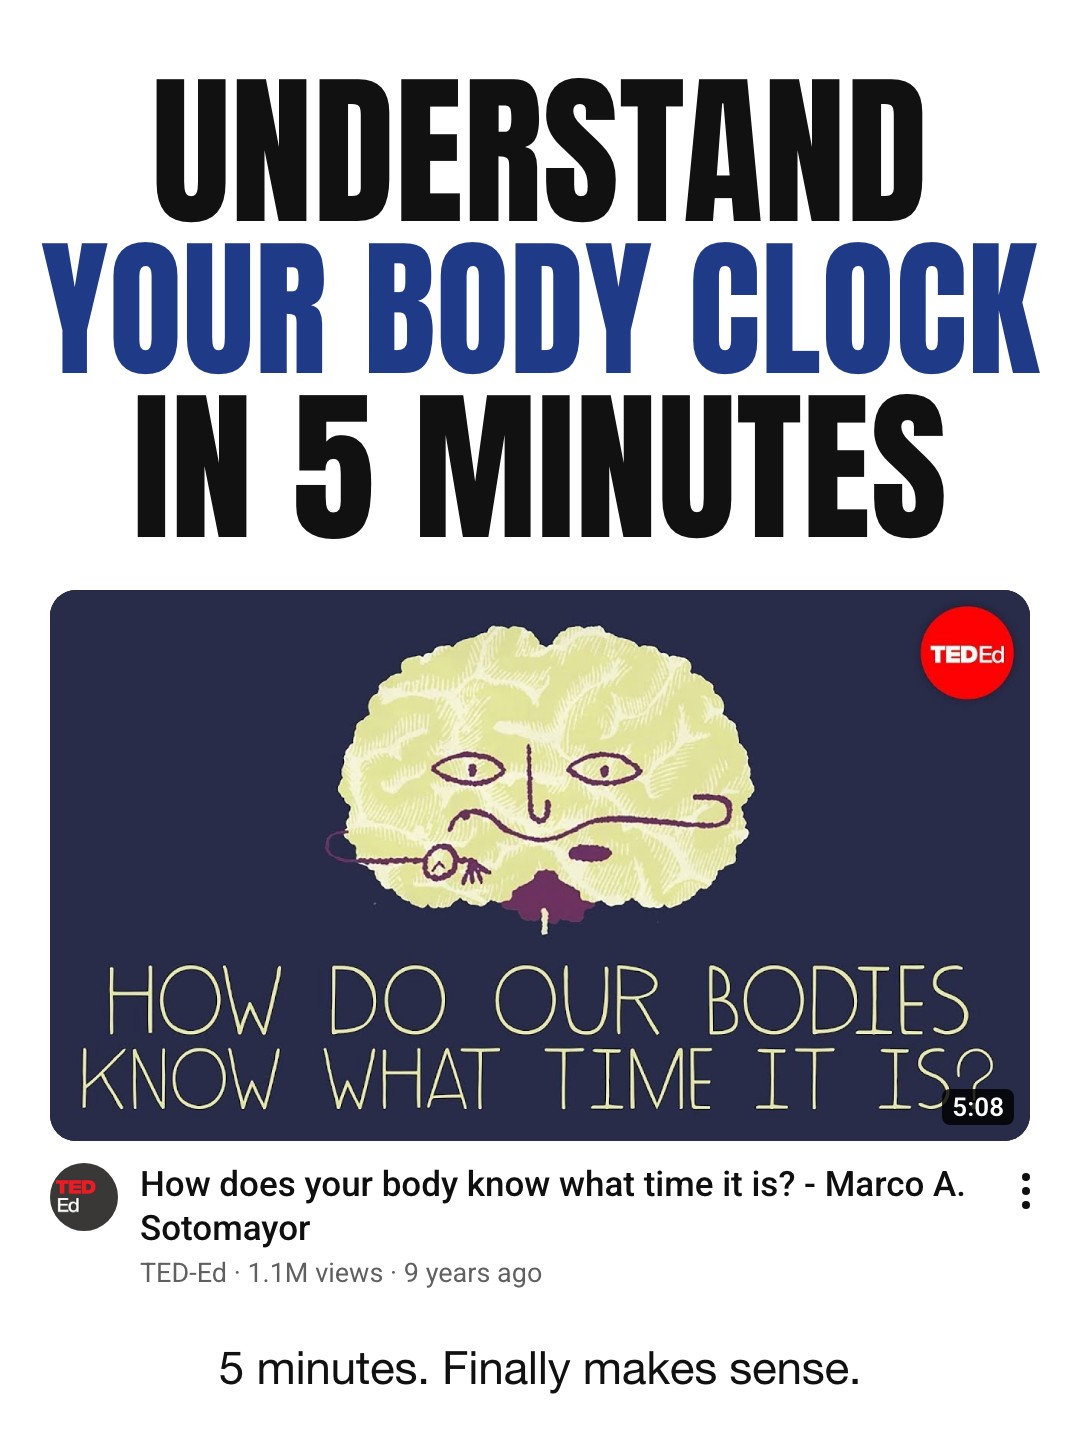 UNDERSTAND
YOUR BODY CLOCK
IN 5 MINUTES
TEDEd
HOW DO OUR BODIES
KNOW WHAT TIME IT IS?
5:08
TED
Ed
How does your body know what time it is? - Marco A.
Sotomayor
TED-Ed · 1.1M views · 9 years ago
5 minutes. Finally makes sense.